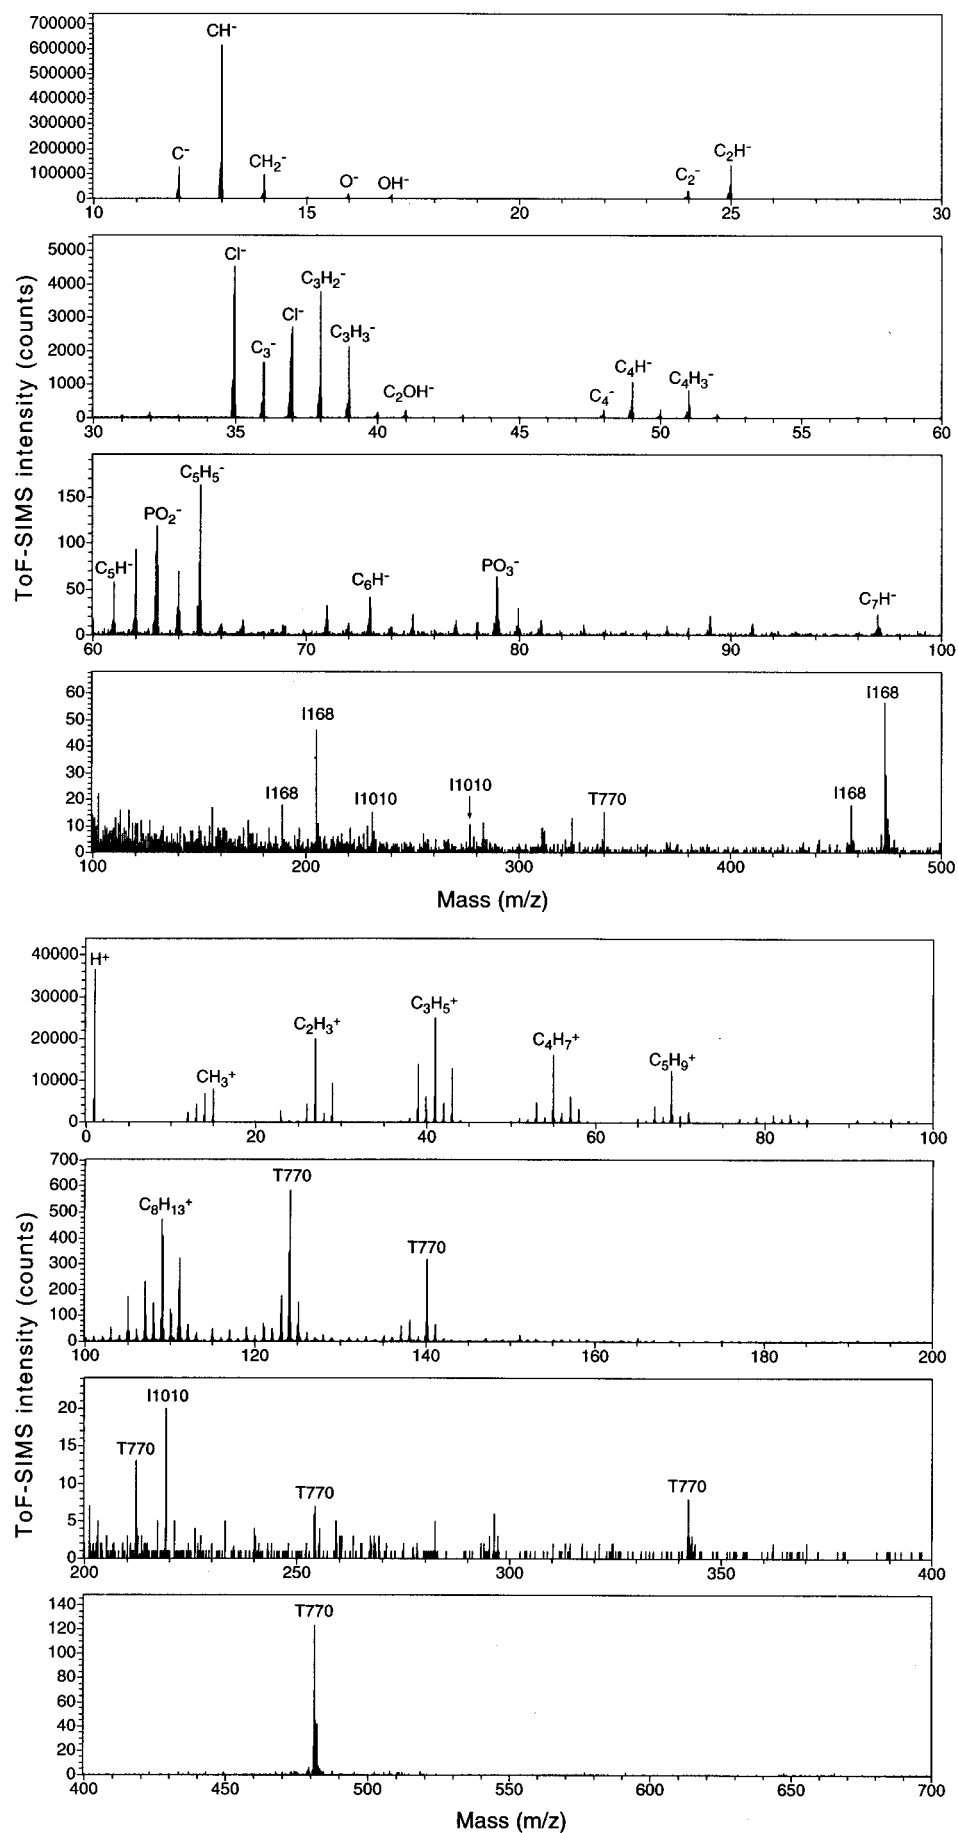 ToF-SIMS intensity (counts)
700000
600000
500000
400000
300000
200000
100000
0
CH⁻
C⁻
CH₂⁻
O⁻
OH⁻
C₂⁻
C₂H⁻
10 15 20 25 30
5000
4000
3000
2000
1000
0
Cl⁻
C₃⁻
Cl⁻
C₃H₂⁻
C₃H₃⁻
C₂OH⁻
C₄⁻
C₄H⁻
C₄H₃⁻
30 35 40 45 50 55 60
150
100
50
0
C₅H⁻
PO₂⁻
C₅H₅⁻
C₆H⁻
PO₃⁻
C₇H⁻
60 70 80 90 100
60
50
40
30
20
10
0
I168
I168
I1010
I1010
T770
I168
I168
100 200 300 400 500
Mass (m/z)
ToF-SIMS intensity (counts)
40000
30000
20000
10000
0
H⁺
CH₃⁺
C₂H₃⁺
C₃H₅⁺
C₄H₇⁺
C₅H₉⁺
0 20 40 60 80 100
700
600
500
400
300
200
100
0
C₈H₁₃⁺
T770
T770
100 120 140 160 180 200
20
15
10
5
0
T770
I1010
T770
T770
200 250 300 350 400
140
120
100
80
60
40
20
0
T770
400 450 500 550 600 650 700
Mass (m/z)